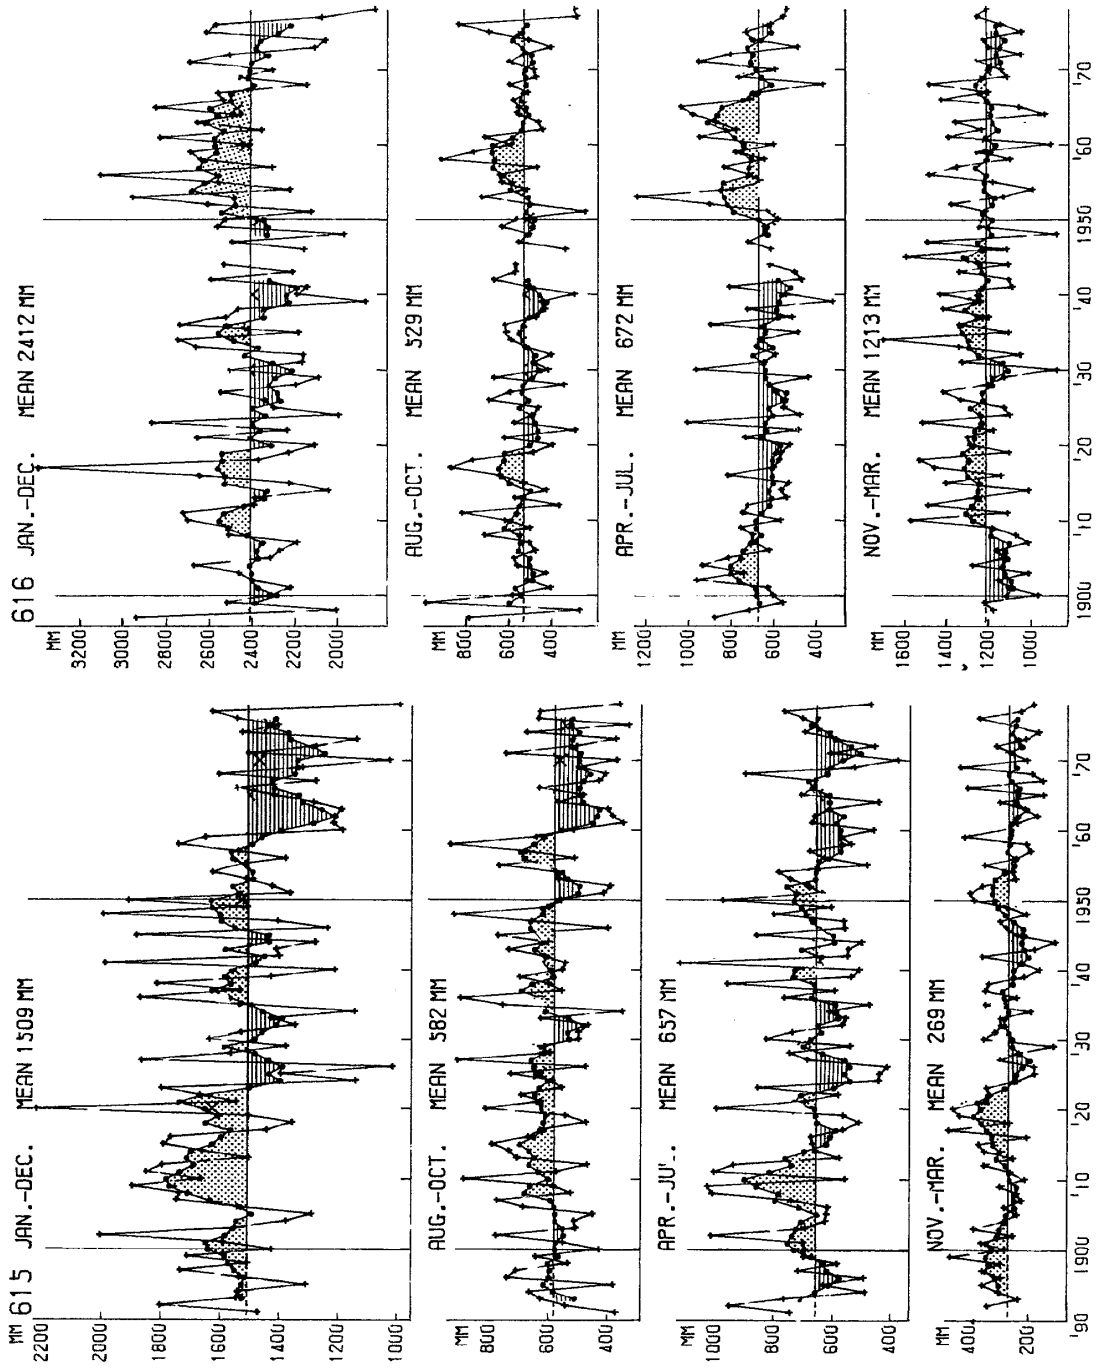 615 JAN.-DEC. MEAN 1509 MM
MM
2200
2000
1800
1600
1400
1200
1000
AUG.-OCT. MEAN 582 MM
MM
800
600
400
APR.-JU'. MEAN 657 MM
MM
1000
800
600
400
NOV.-MAR. MEAN 269 MM
MM
400
200
'90 1900 '10 '20 '30 '40 1950 '60 '70
616 JAN.-DEC. MEAN 2412 MM
MM
3200
3000
2800
2600
2400
2200
2000
AUG.-OCT. MEAN 529 MM
MM
800
600
400
APR.-JUL. MEAN 672 MM
MM
1200
1000
800
600
400
NOV.-MAR. MEAN 1213 MM
MM
1600
1400
1200
1000
1900 '10 '20 '30 '40 1950 '60 '70